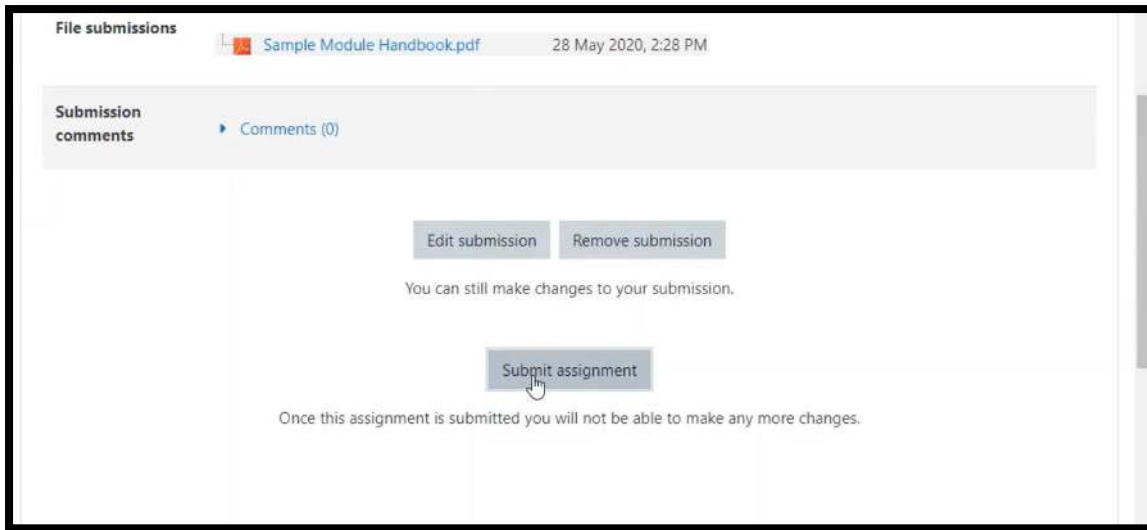 File submissions
Sample Module Handbook.pdf 28 May 2020, 2:28 PM
Submission
comments
Comments (0)
Edit submission Remove submission
You can still make changes to your submission.
Submit assignment
Once this assignment is submitted you will not be able to make any more changes.